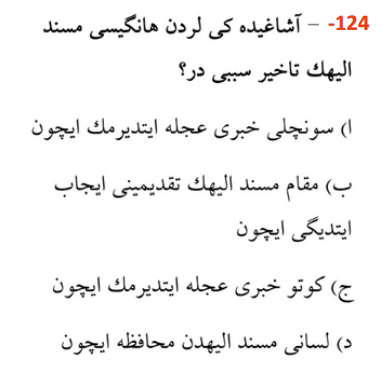 124- – آشاغیده کی لردن هانگیسی مسند
الیهك تاخیر سببی در؟
ا) سونچلی خبری عجله ایتدیرمك ایچون
ب) مقام مسند الیهك تقدیمینی ایجاب
ایتدیگی ایچون
ج) كوتو خبری عجله ایتدیرمك ایچون
د) لسانی مسند الیهدن محافظه ایچون